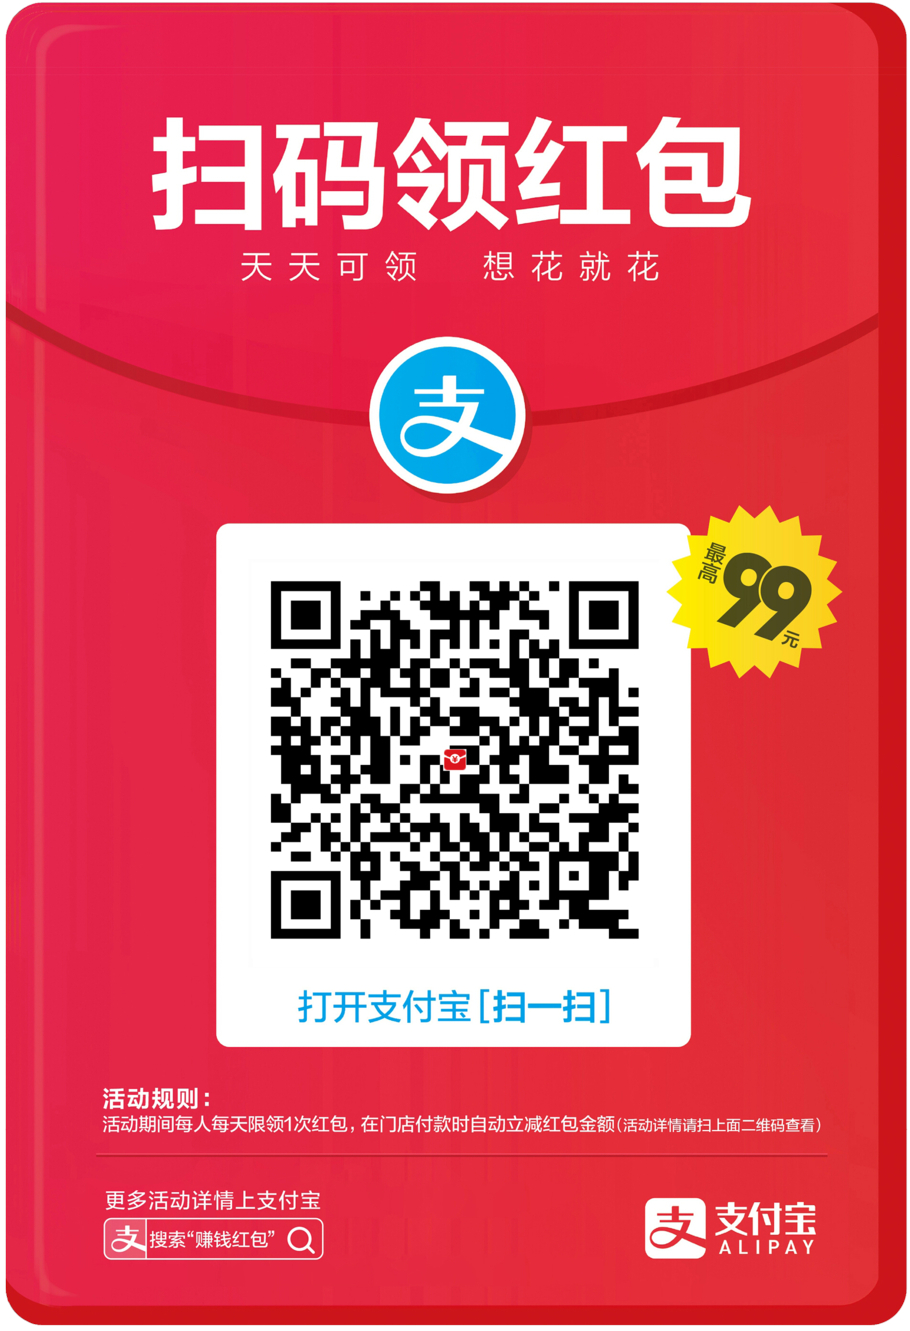 扫码领红包
天天可领 想花就花
支
最高99元
打开支付宝[扫一扫]
活动规则：
活动期间每人每天限领1次红包，在门店付款时自动立减红包金额(活动详情请扫上面二维码查看)
更多活动详情上支付宝
支 搜索“赚钱红包”
支 支付宝
ALIPAY